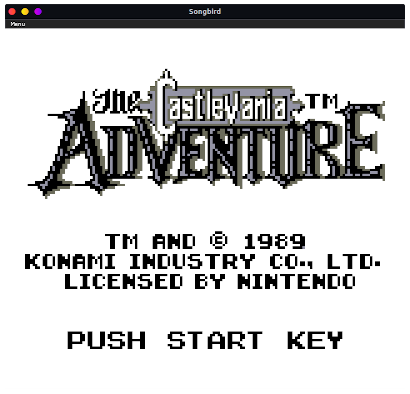 Songbird
Menu
The Castlevania TM
ADVENTURE
TM AND © 1989
KONAMI INDUSTRY CO., LTD.
LICENSED BY NINTENDO
PUSH START KEY